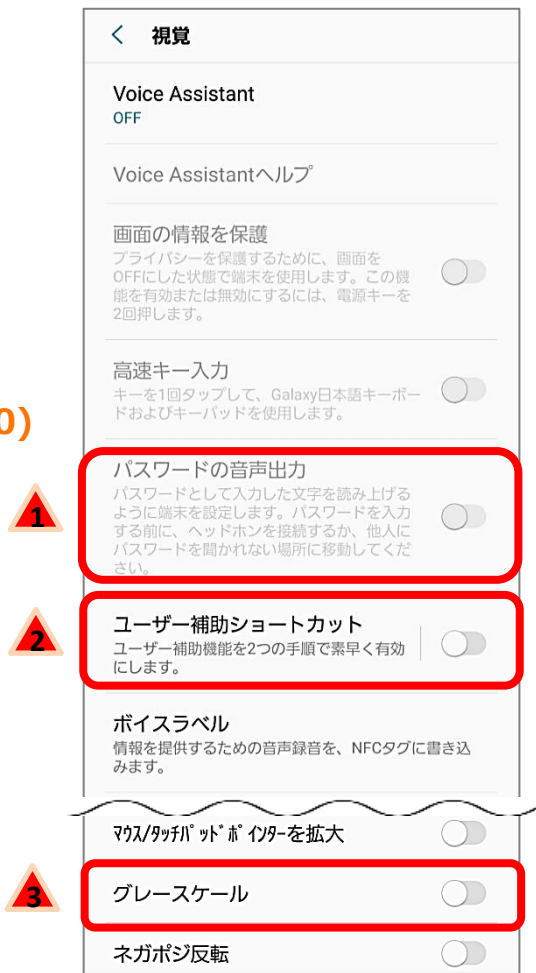 視覚
Voice Assistant
OFF
Voice Assistantヘルプ
画面の情報を保護
プライバシーを保護するために、画面を
OFFにした状態で端末を使用します。この機
能を有効または無効にするには、電源キーを
2回押します。
高速キー入力
キーを1回タップして、Galaxy日本語キーボー
ドおよびキーパッドを使用します。
0)
パスワードの音声出力
パスワードとして入力した文字を読み上げる
ように端末を設定します。パスワードを入力
する前に、ヘッドホンを接続するか、他人に
パスワードを聞かれない場所に移動してくだ
さい。
1
ユーザー補助ショートカット
ユーザー補助機能を2つの手順で素早く有効
にします。
2
ボイスラベル
情報を提供するための音声録音を、NFCタグに書き込
みます。
ﾏｳｽ/ﾀｯﾁﾊﾟｯﾄﾞﾎﾟｲﾝﾀｰを拡大
グレースケール
3
ネガポジ反転